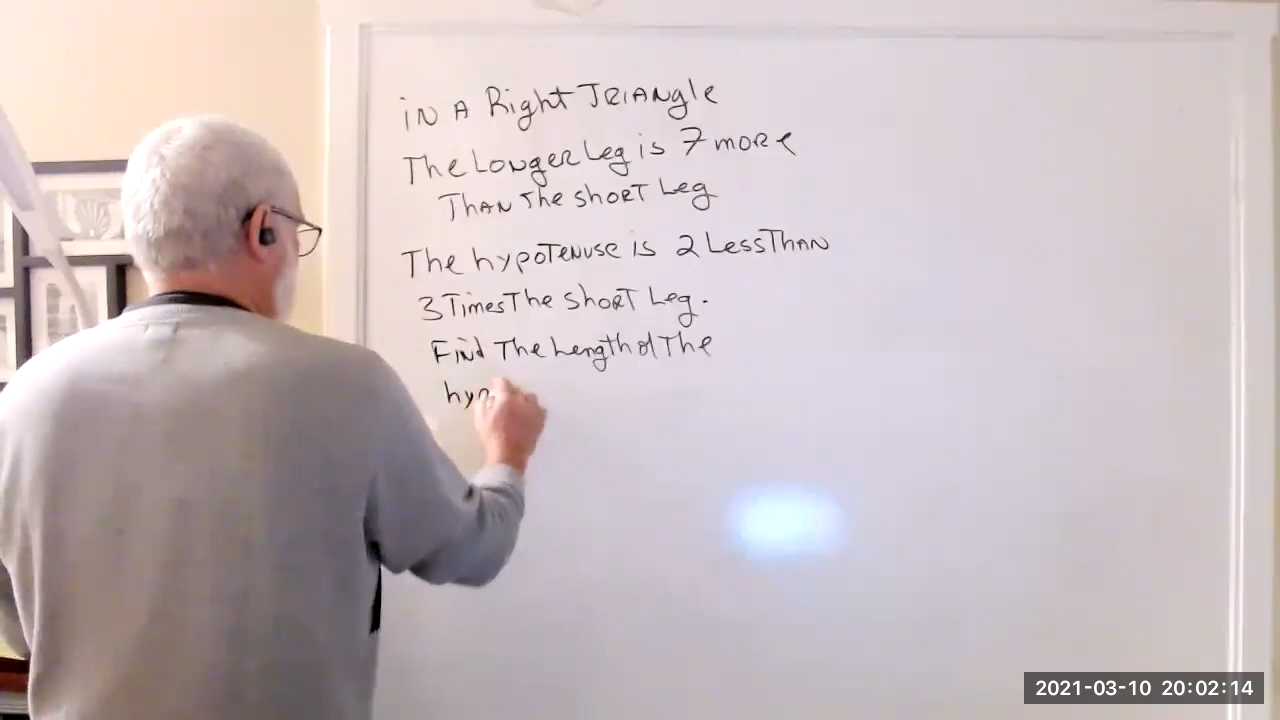 iN A Right TRIANgle
The LongeR Leg is 7 moRe
ThAN The shoRT Leg
The hypoTeNuse is 2 Less ThAN
3 Times The shoRT Leg.
FiNd The Length of The
hyp
2021-03-10 20:02:14